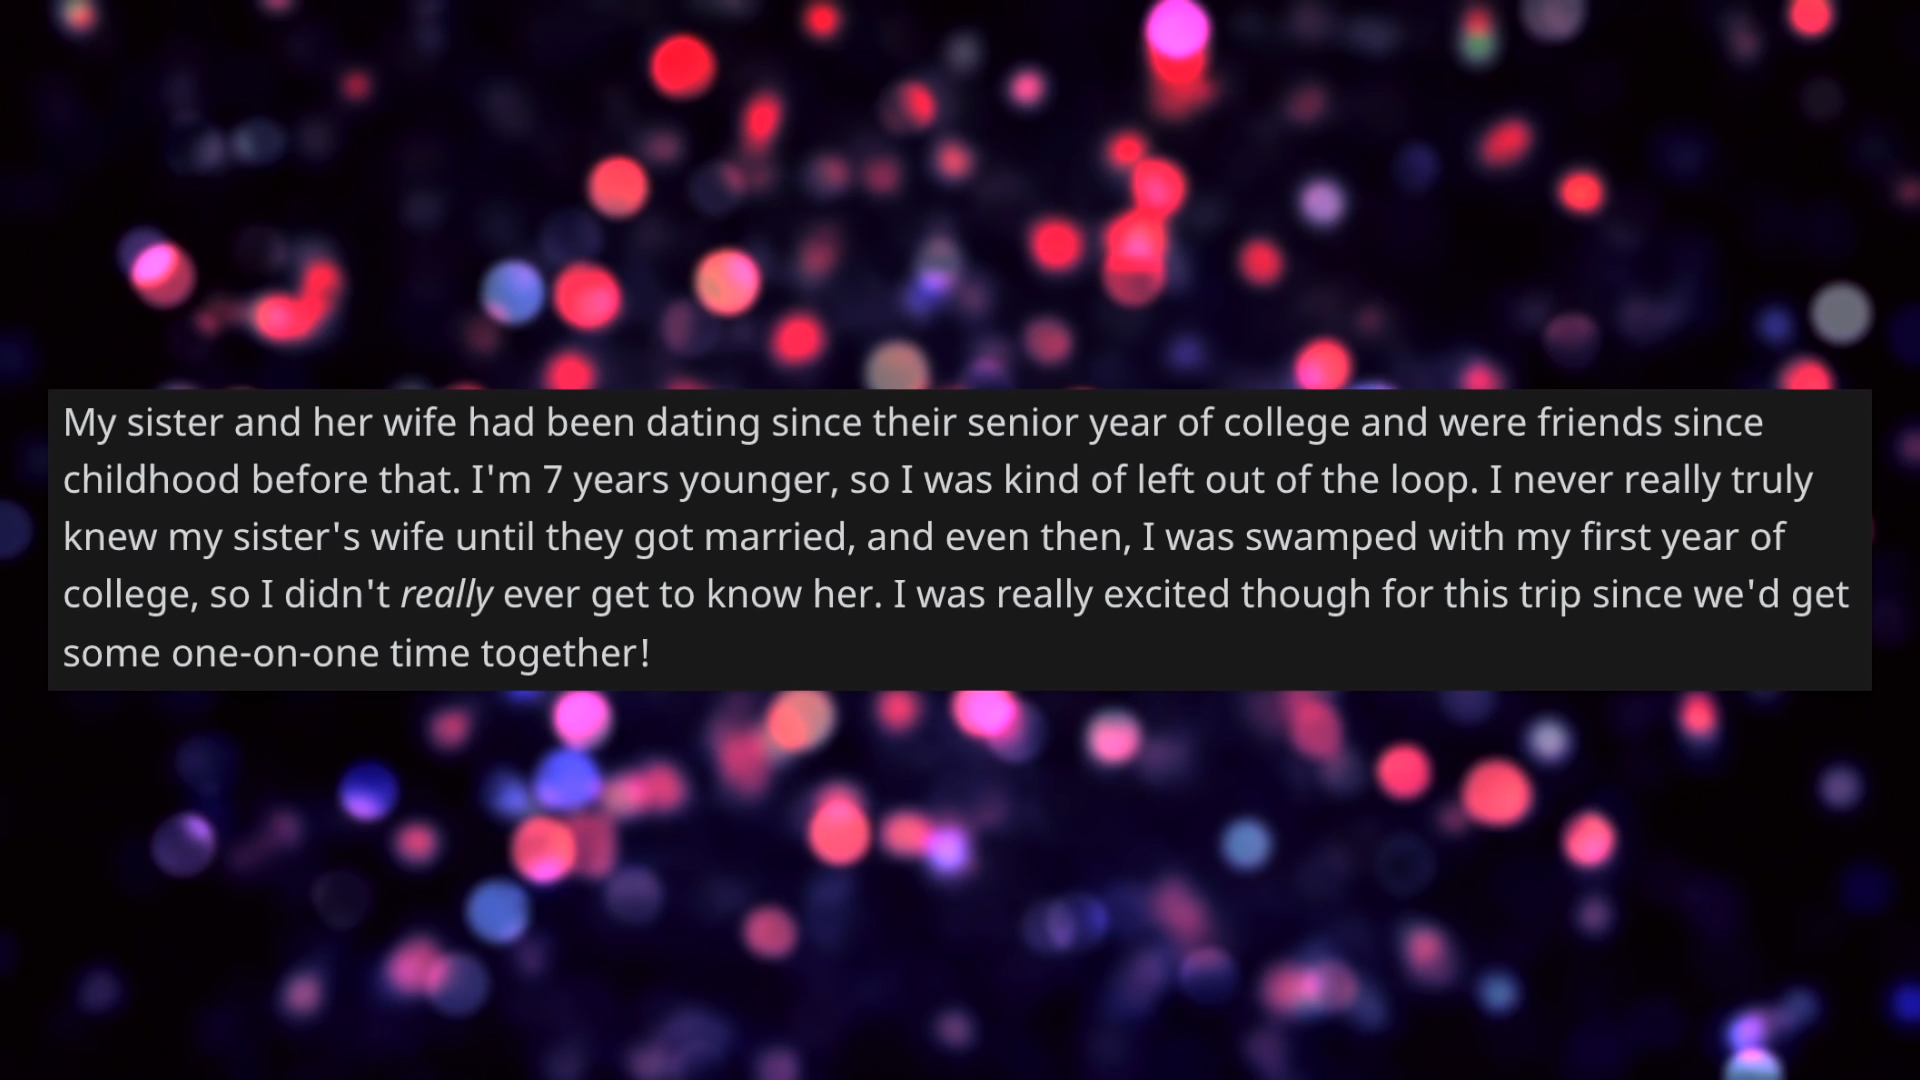 My sister and her wife had been dating since their senior year of college and were friends since
childhood before that. I'm 7 years younger, so I was kind of left out of the loop. I never really truly
knew my sister's wife until they got married, and even then, I was swamped with my first year of
college, so I didn't really ever get to know her. I was really excited though for this trip since we'd get
some one-on-one time together!